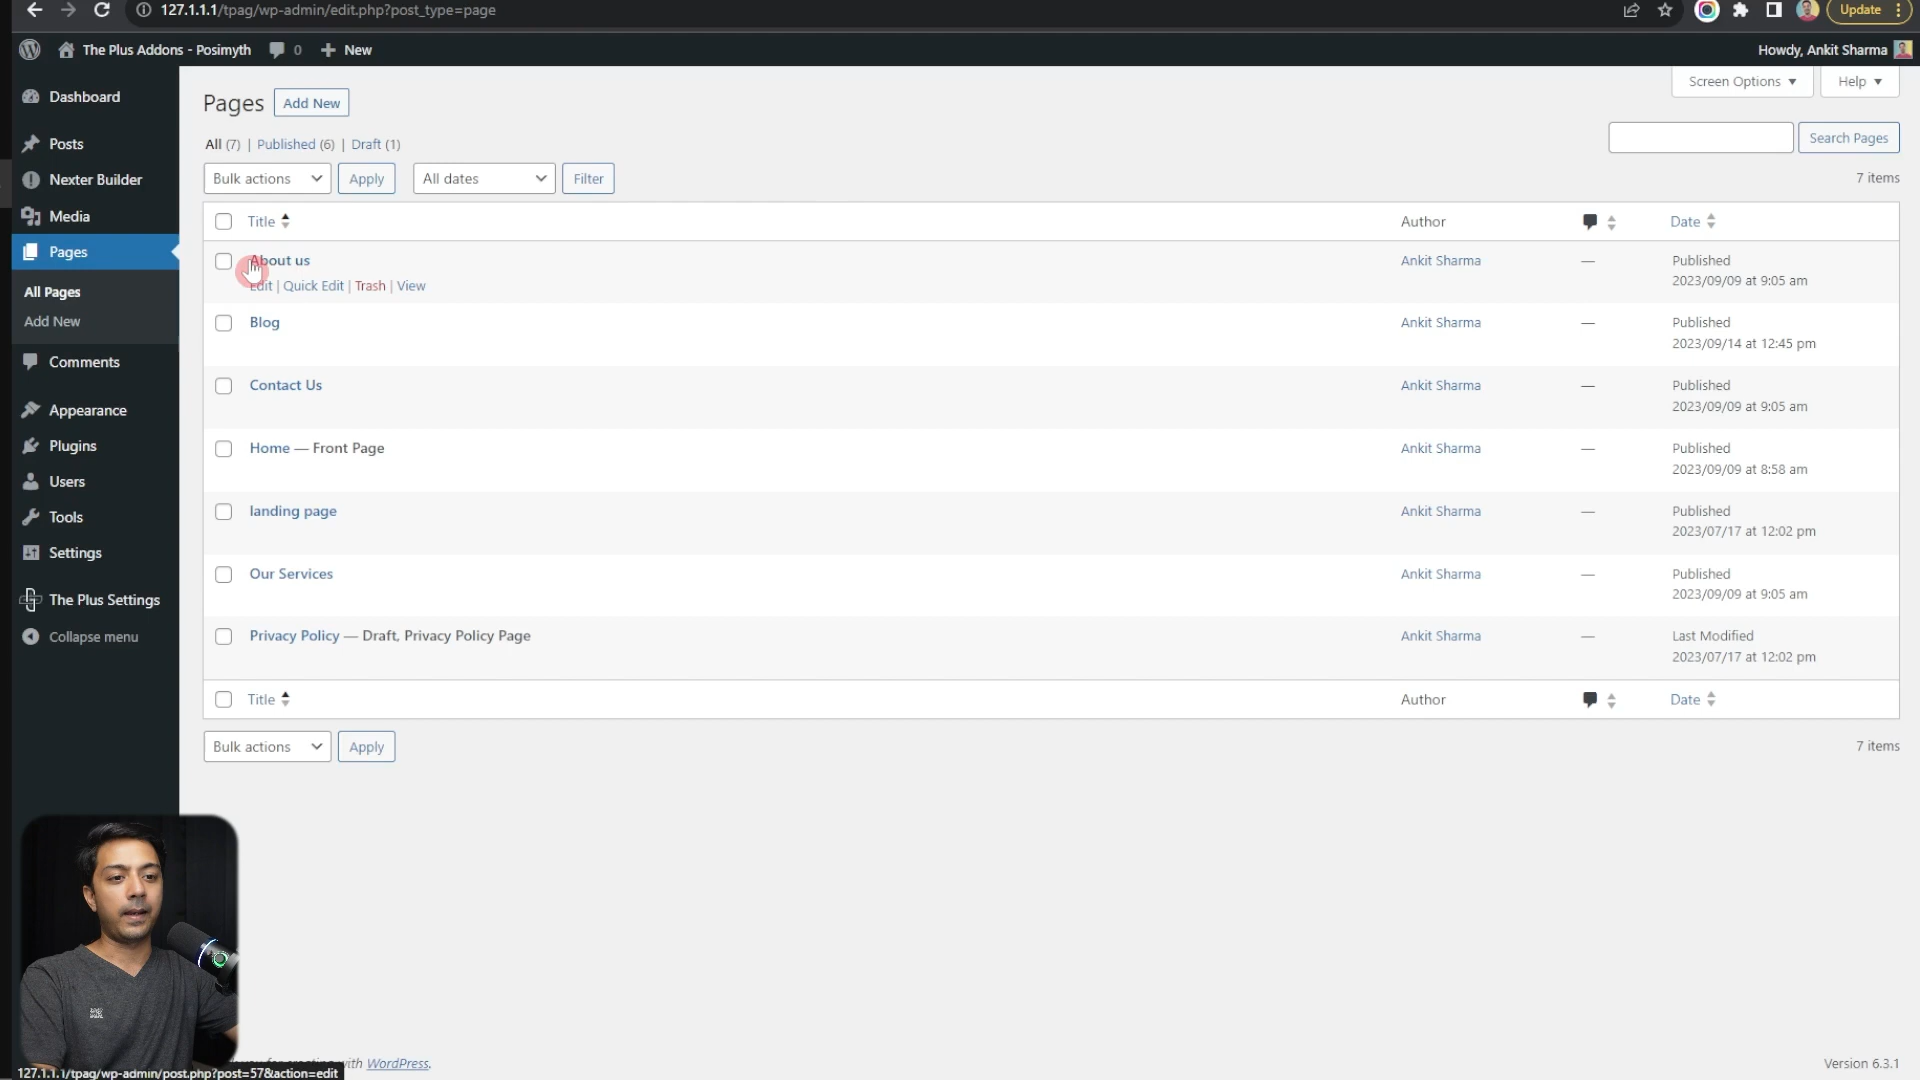 127.1.1.1/tpag/wp-admin/edit.php?post_type=page
Update
The Plus Addons - Posimyth
0
New
Howdy, Ankit Sharma
Dashboard
Posts
Nexter Builder
Media
Pages
All Pages
Add New
Comments
Appearance
Plugins
Users
Tools
Settings
The Plus Settings
Collapse menu
Screen Options
Help
Pages
Add New
All (7) | Published (6) | Draft (1)
Search Pages
Bulk actions
Apply
All dates
Filter
7 items
Title
Author
Date
About us
Ankit Sharma
—
Published
2023/09/09 at 9:05 am
Edit | Quick Edit | Trash | View
Blog
Ankit Sharma
—
Published
2023/09/14 at 12:45 pm
Contact Us
Ankit Sharma
—
Published
2023/09/09 at 9:05 am
Home — Front Page
Ankit Sharma
—
Published
2023/09/09 at 8:58 am
landing page
Ankit Sharma
—
Published
2023/07/17 at 12:02 pm
Our Services
Ankit Sharma
—
Published
2023/09/09 at 9:05 am
Privacy Policy — Draft, Privacy Policy Page
Ankit Sharma
—
Last Modified
2023/07/17 at 12:02 pm
Title
Author
Date
Bulk actions
Apply
7 items
for creating with WordPress.
Version 6.3.1
127.1.1.1/tpag/wp-admin/post.php?post=57&action=edit